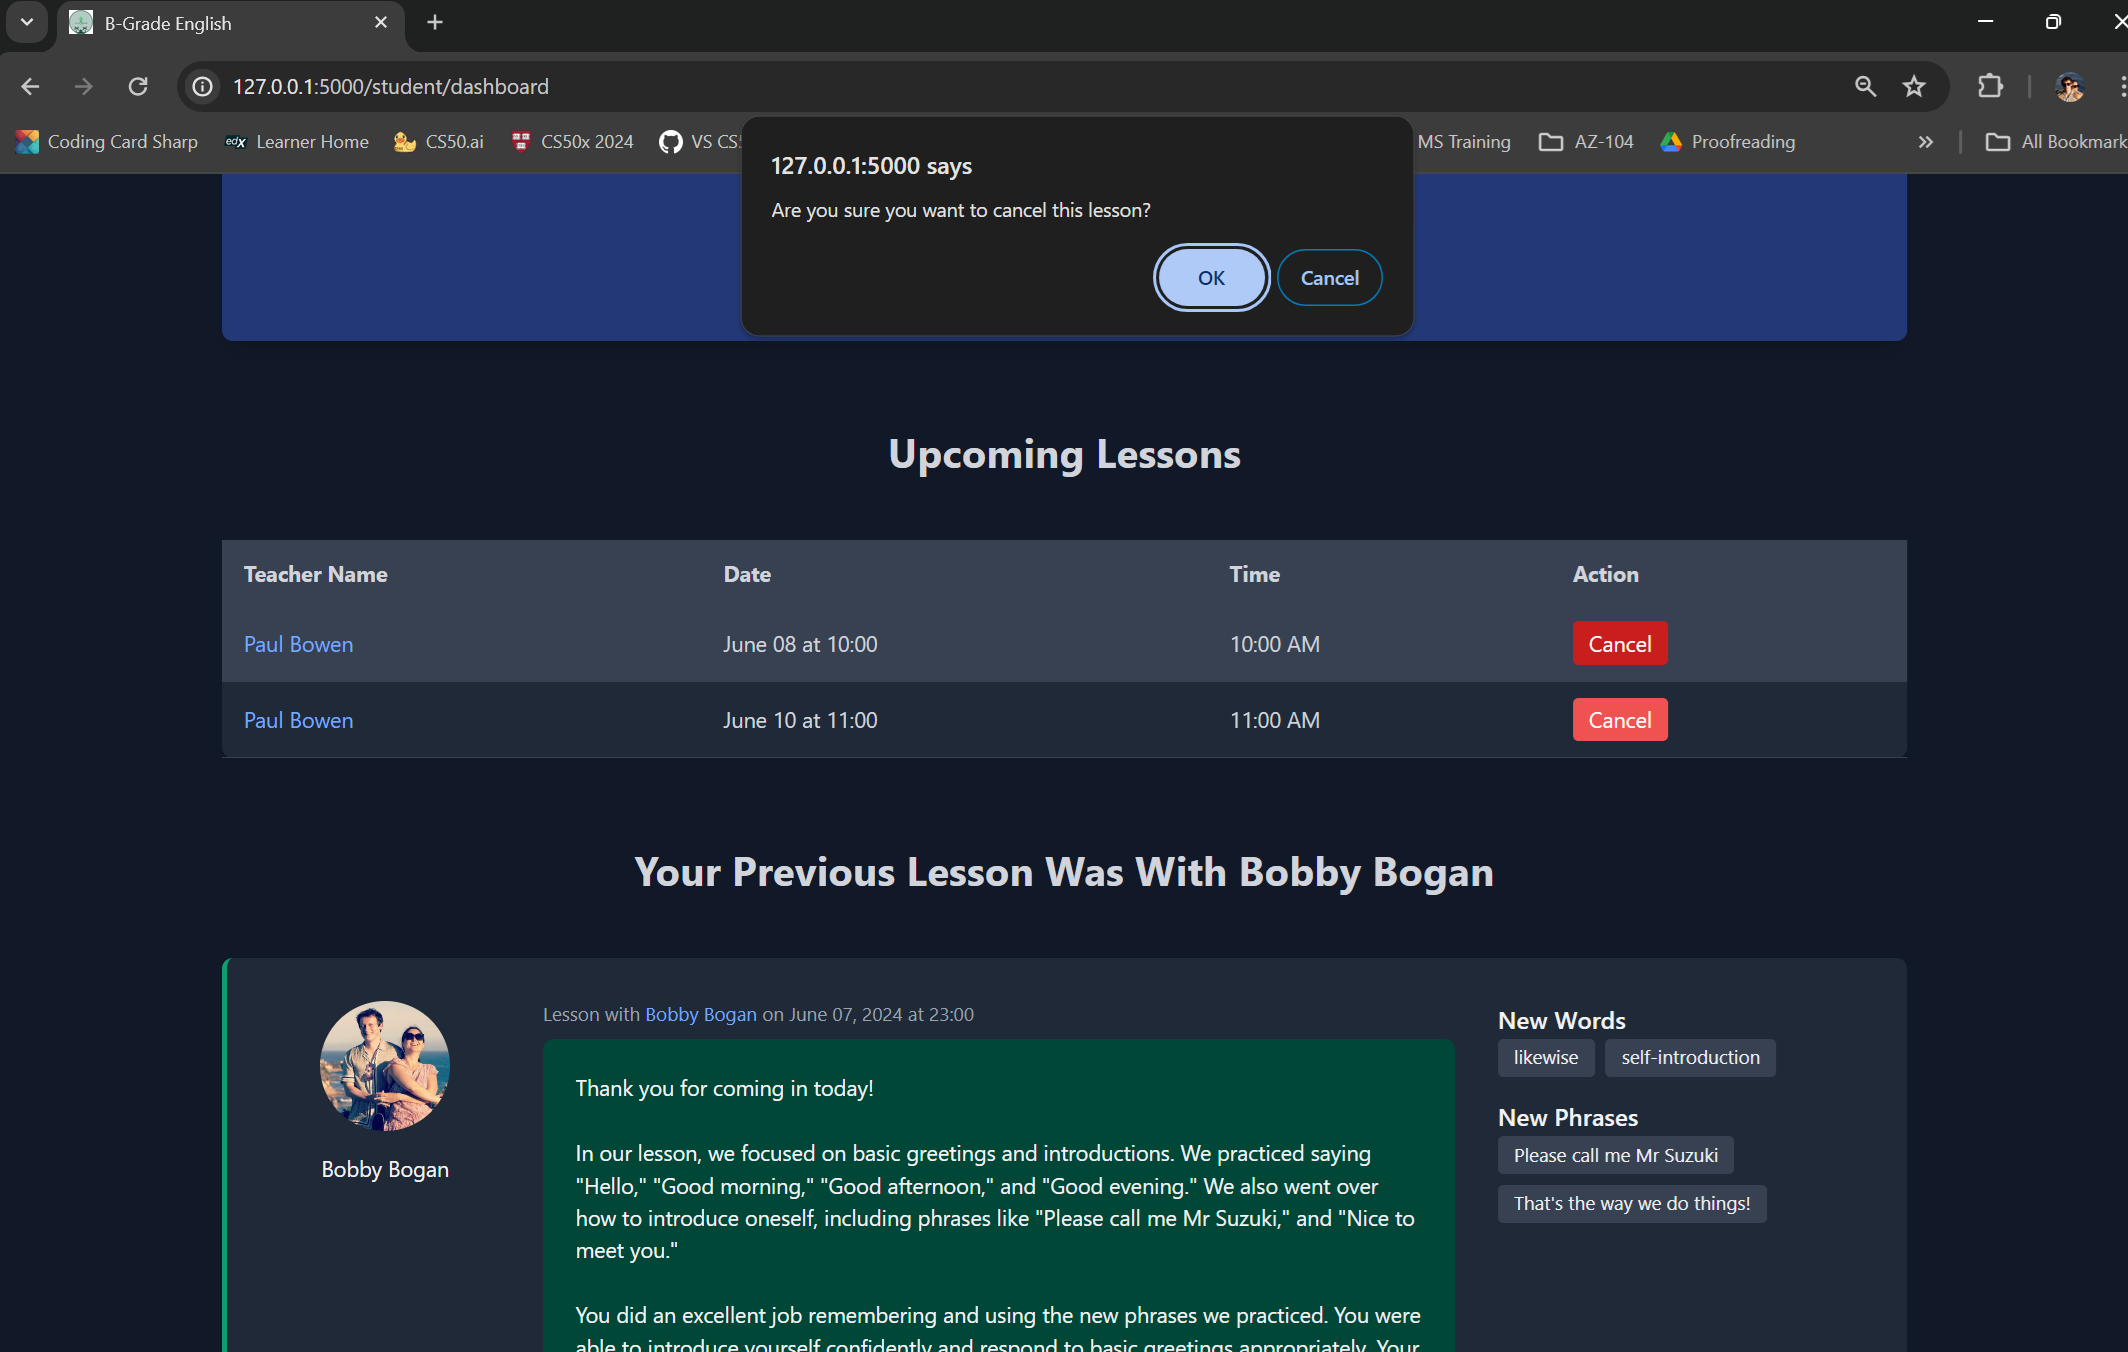 B-Grade English
127.0.0.1:5000/student/dashboard
Coding Card Sharp
edX Learner Home
CS50.ai
CS50x 2024
VS CS5
MS Training
AZ-104
Proofreading
All Bookmark
127.0.0.1:5000 says
Are you sure you want to cancel this lesson?
OK Cancel
Upcoming Lessons
Teacher Name Date Time Action
Paul Bowen June 08 at 10:00 10:00 AM Cancel
Paul Bowen June 10 at 11:00 11:00 AM Cancel
Your Previous Lesson Was With Bobby Bogan
Bobby Bogan
Lesson with Bobby Bogan on June 07, 2024 at 23:00
Thank you for coming in today!
In our lesson, we focused on basic greetings and introductions. We practiced saying
"Hello," "Good morning," "Good afternoon," and "Good evening." We also went over
how to introduce oneself, including phrases like "Please call me Mr Suzuki," and "Nice to
meet you."
You did an excellent job remembering and using the new phrases we practiced. You were
able to introduce yourself confidently and respond to basic greetings appropriately. Your
New Words
likewise self-introduction
New Phrases
Please call me Mr Suzuki
That's the way we do things!